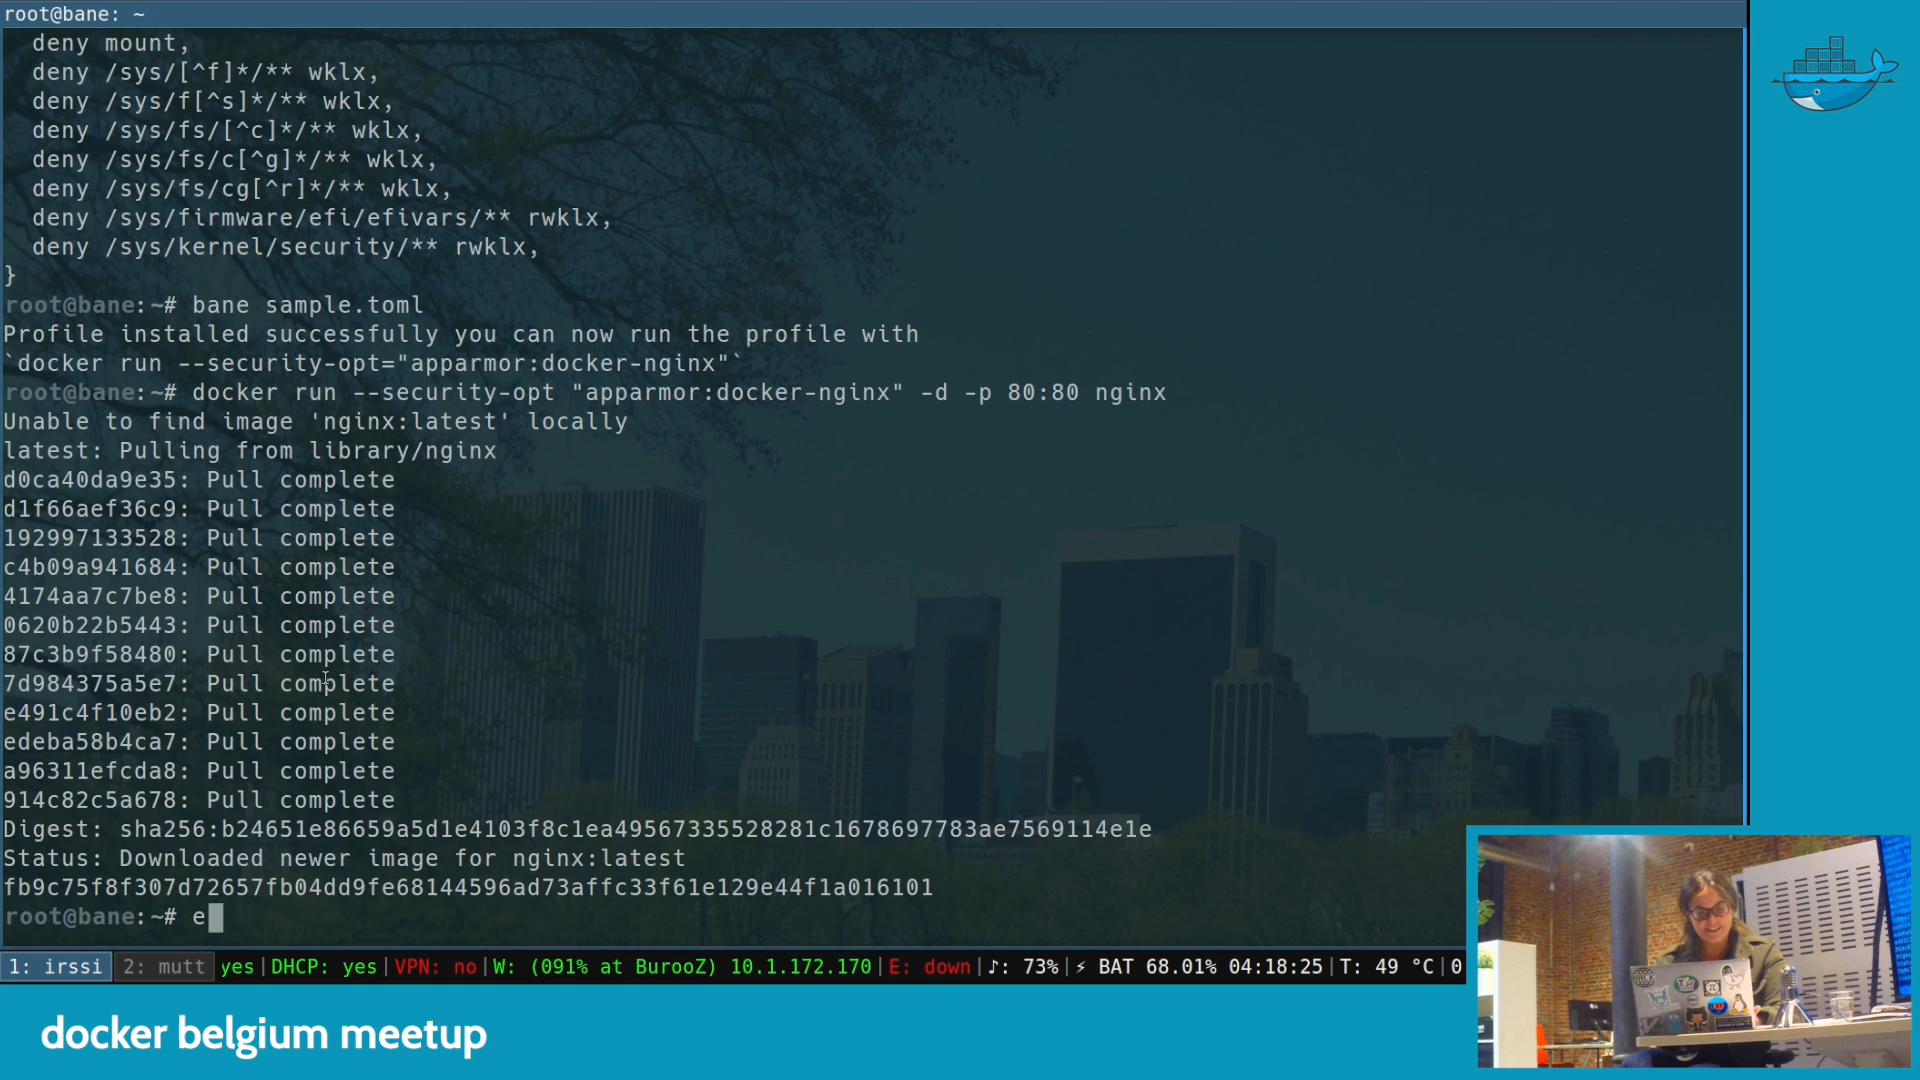 root@bane: ~
deny mount,
deny /sys/[^f]*/** wklx,
deny /sys/f[^s]*/** wklx,
deny /sys/fs/[^c]*/** wklx,
deny /sys/fs/c[^g]*/** wklx,
deny /sys/fs/cg[^r]*/** wklx,
deny /sys/firmware/efi/efivars/** rwklx,
deny /sys/kernel/security/** rwklx,
}
root@bane:~# bane sample.toml
Profile installed successfully you can now run the profile with
`docker run --security-opt="apparmor:docker-nginx"`
root@bane:~# docker run --security-opt "apparmor:docker-nginx" -d -p 80:80 nginx
Unable to find image 'nginx:latest' locally
latest: Pulling from library/nginx
d0ca40da9e35: Pull complete
d1f66aef36c9: Pull complete
192997133528: Pull complete
c4b09a941684: Pull complete
4174aa7c7be8: Pull complete
0620b22b5443: Pull complete
87c3b9f58480: Pull complete
7d984375a5e7: Pull complete
e491c4f10eb2: Pull complete
edeba58b4ca7: Pull complete
a96311efcda8: Pull complete
914c82c5a678: Pull complete
Digest: sha256:b24651e86659a5d1e4103f8c1ea49567335528281c1678697783ae7569114e1e
Status: Downloaded newer image for nginx:latest
fb9c75f8f307d72657fb04dd9fe68144596ad73affc33f61e129e44f1a016101
root@bane:~# e
1: irssi 2: mutt yes|DHCP: yes|VPN: no|W: (091% at BurooZ) 10.1.172.170|E: down|♪: 73%|⚡ BAT 68.01% 04:18:25|T: 49 °C|0
docker belgium meetup